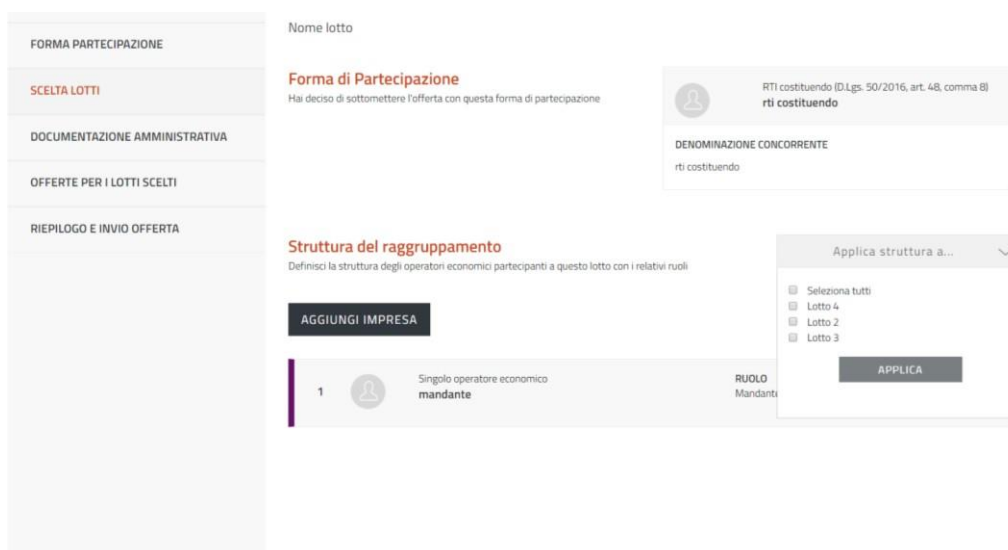 FORMA PARTECIPAZIONE
SCELTA LOTTI
DOCUMENTAZIONE AMMINISTRATIVA
OFFERTE PER I LOTTI SCELTI
RIEPILOGO E INVIO OFFERTA
Nome lotto
Forma di Partecipazione
Hai deciso di sottomettere l'offerta con questa forma di partecipazione
RTI costituendo (D.Lgs. 50/2016, art. 48, comma 8)
rti costituendo
DENOMINAZIONE CONCORRENTE
rti costituendo
Struttura del raggruppamento
Definisci la struttura degli operatori economici partecipanti a questo lotto con i relativi ruoli
Applica struttura a...
Seleziona tutti
Lotto 4
Lotto 2
Lotto 3
APPLICA
AGGIUNGI IMPRESA
1
Singolo operatore economico
mandante
RUOLO
Mandante